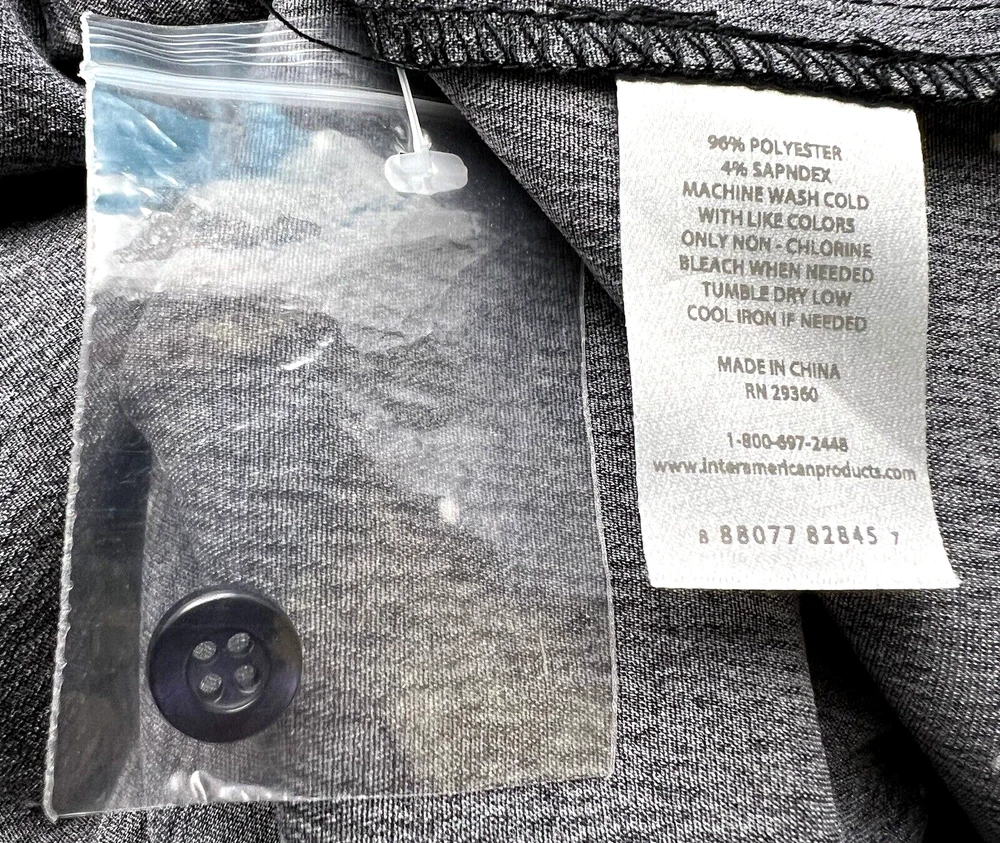 96% POLYESTER
4% SAPNDEX
MACHINE WASH COLD
WITH LIKE COLORS
ONLY NON - CHLORINE
BLEACH WHEN NEEDED
TUMBLE DRY LOW
COOL IRON IF NEEDED
MADE IN CHINA
RN 29360
1-800-697-2448
www.interamericanproducts.com
8 88077 82845 7